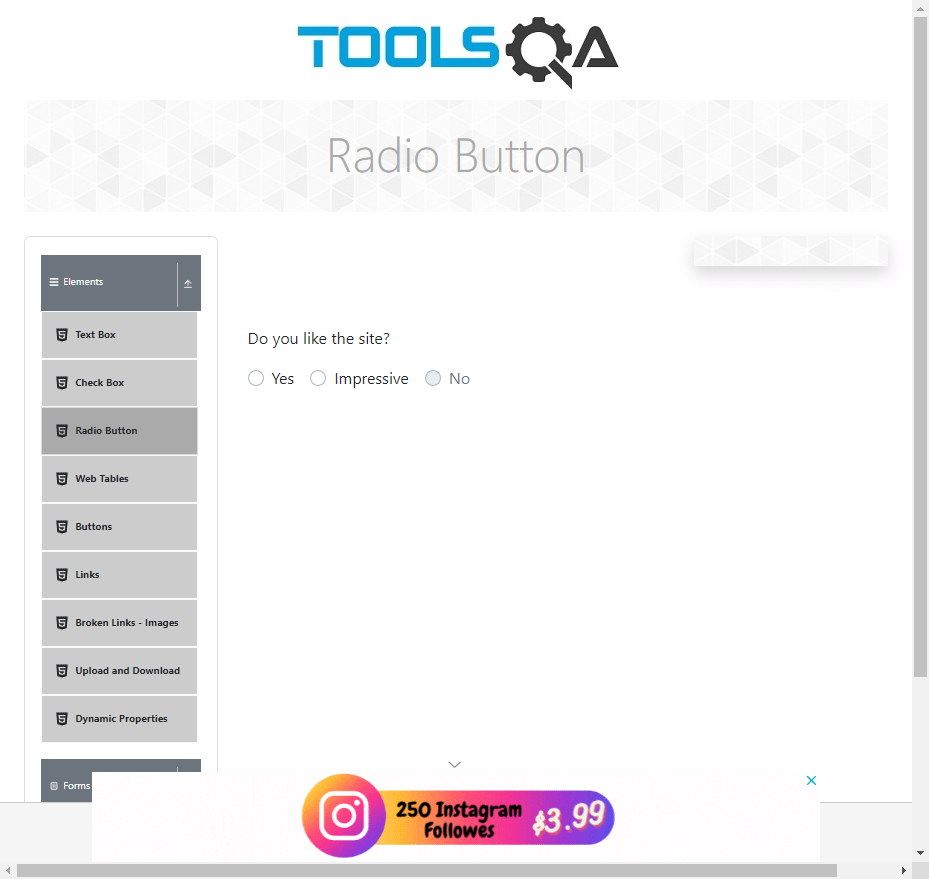 TOOLSQA
Radio Button
Elements
Text Box
Check Box
Radio Button
Web Tables
Buttons
Links
Broken Links - Images
Upload and Download
Dynamic Properties
Forms
Do you like the site?
Yes Impressive No
250 Instagram
Followes
$3.99